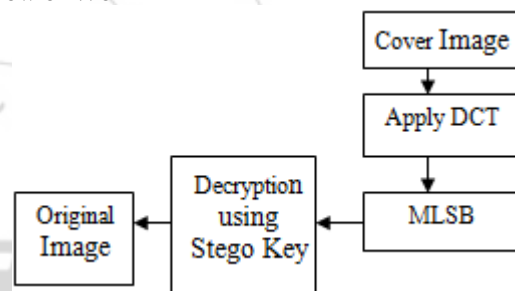 Cover Image
Apply DCT
MLSB
Decryption
using
Stego Key
Original
Image